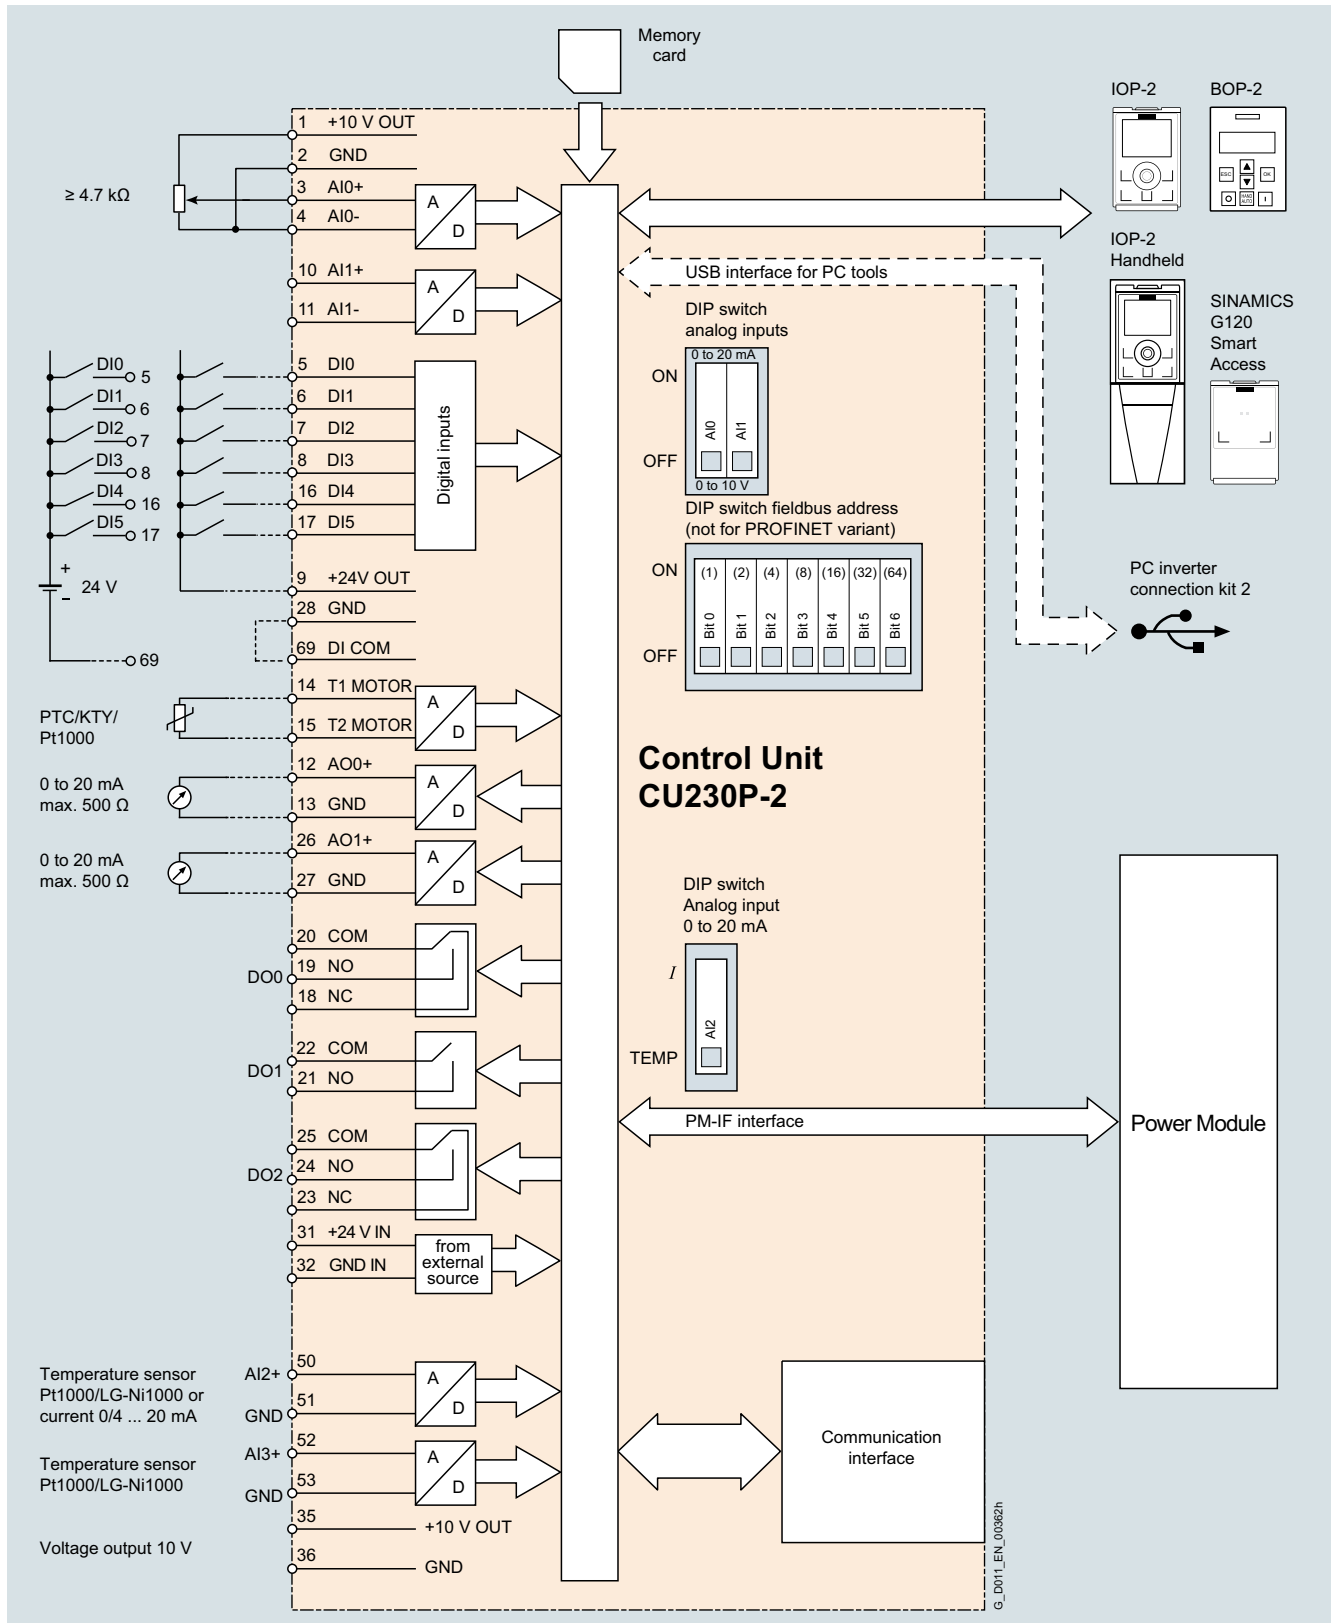 Memory
card
IOP-2
BOP-2
ESC
OK
HAND
AUTO
IOP-2
Handheld
SINAMICS
G120
Smart
Access
PC inverter
connection kit 2
≥ 4.7 kΩ
1 +10 V OUT
2 GND
3 AI0+
4 AI0-
A
D
10 AI1+
11 AI1-
A
D
USB interface for PC tools
DIP switch
analog inputs
0 to 20 mA
ON
AI0
AI1
OFF
0 to 10 V
DIP switch fieldbus address
(not for PROFINET variant)
ON
(1) (2) (4) (8) (16) (32) (64)
Bit 0
Bit 1
Bit 2
Bit 3
Bit 4
Bit 5
Bit 6
OFF
DI0 5
DI1 6
DI2 7
DI3 8
DI4 16
DI5 17
+
24 V
–
69
5 DI0
6 DI1
7 DI2
8 DI3
16 DI4
17 DI5
Digital inputs
9 +24V OUT
28 GND
69 DI COM
PTC/KTY/
Pt1000
14 T1 MOTOR
15 T2 MOTOR
A
D
0 to 20 mA
max. 500 Ω
12 AO0+
13 GND
A
D
0 to 20 mA
max. 500 Ω
26 AO1+
27 GND
A
D
Control Unit
CU230P-2
DIP switch
Analog input
0 to 20 mA
I
AI2
TEMP
DO0
20 COM
19 NO
18 NC
DO1
22 COM
21 NO
DO2
25 COM
24 NO
23 NC
PM-IF interface
Power Module
31 +24 V IN
32 GND IN
from
external
source
Temperature sensor
Pt1000/LG-Ni1000 or
current 0/4 ... 20 mA
AI2+ 50
GND 51
A
D
Temperature sensor
Pt1000/LG-Ni1000
AI3+ 52
GND 53
A
D
Voltage output 10 V
35 +10 V OUT
36 GND
Communication
interface
G_D011_EN_00362h